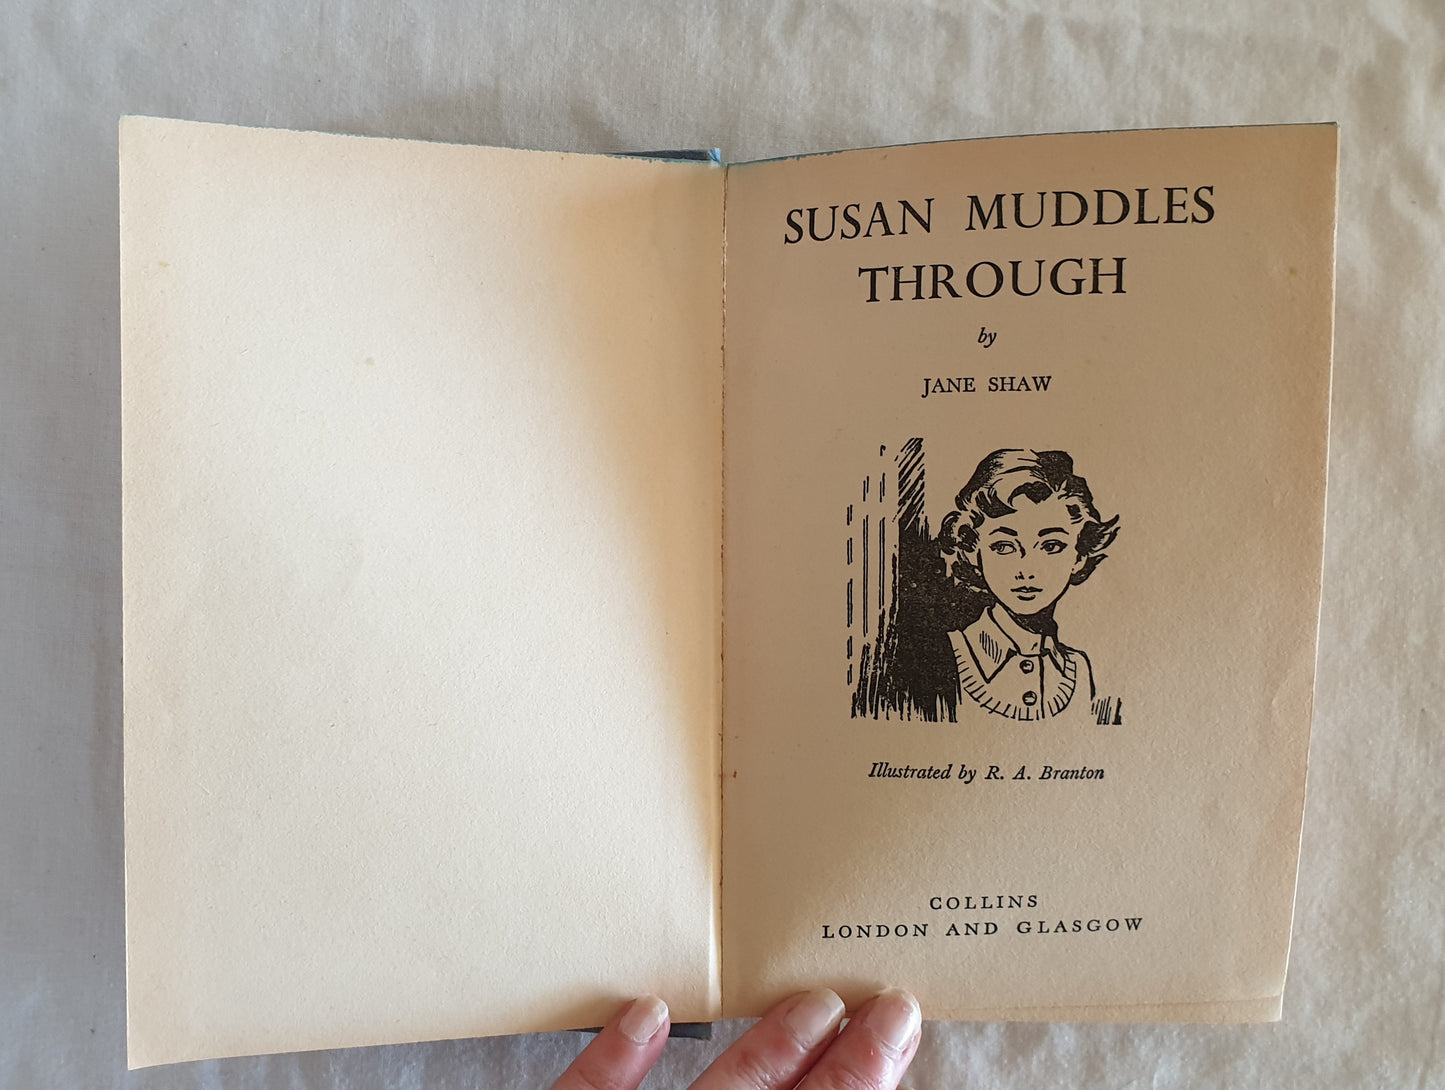 SUSAN MUDDLES
THROUGH
by
JANE SHAW
Illustrated by R. A. Branton
COLLINS
LONDON AND GLASGOW